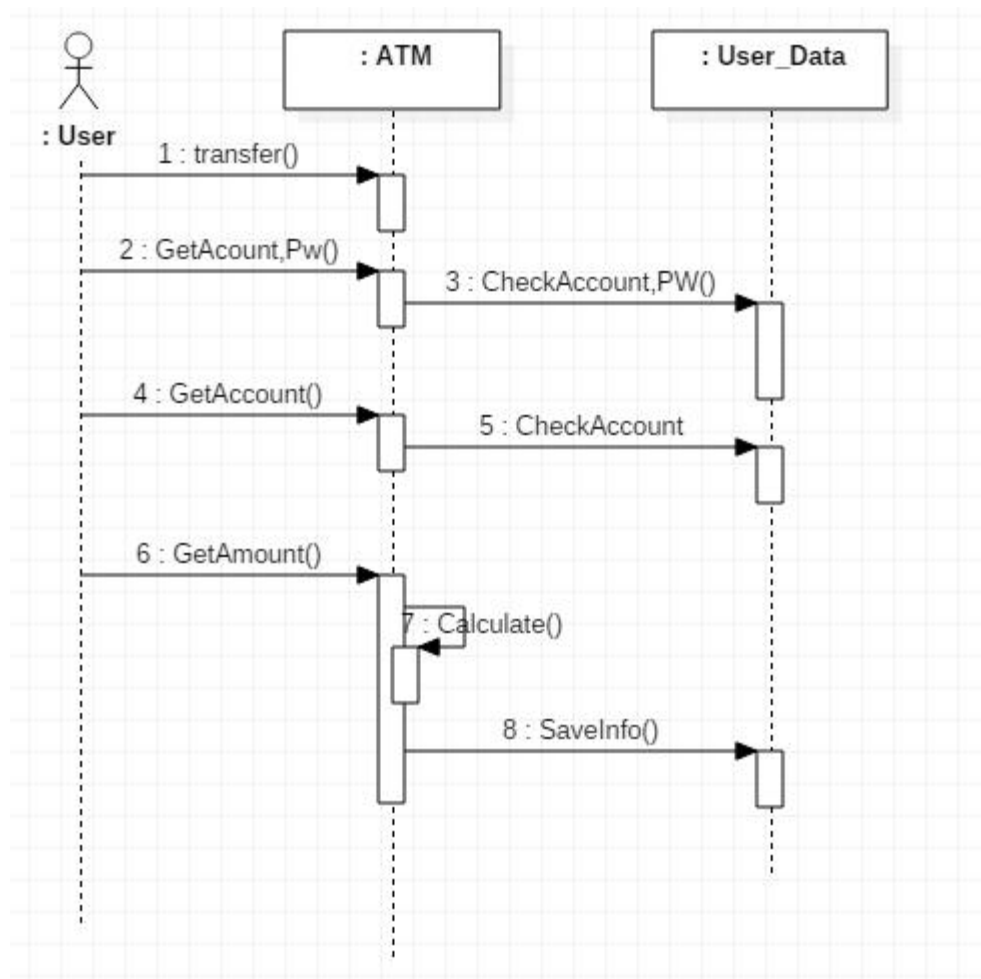 : ATM
: User_Data
: User
1 : transfer()
2 : GetAcount,Pw()
3 : CheckAccount,PW()
4 : GetAccount()
5 : CheckAccount
6 : GetAmount()
7 : Calculate()
8 : SaveInfo()